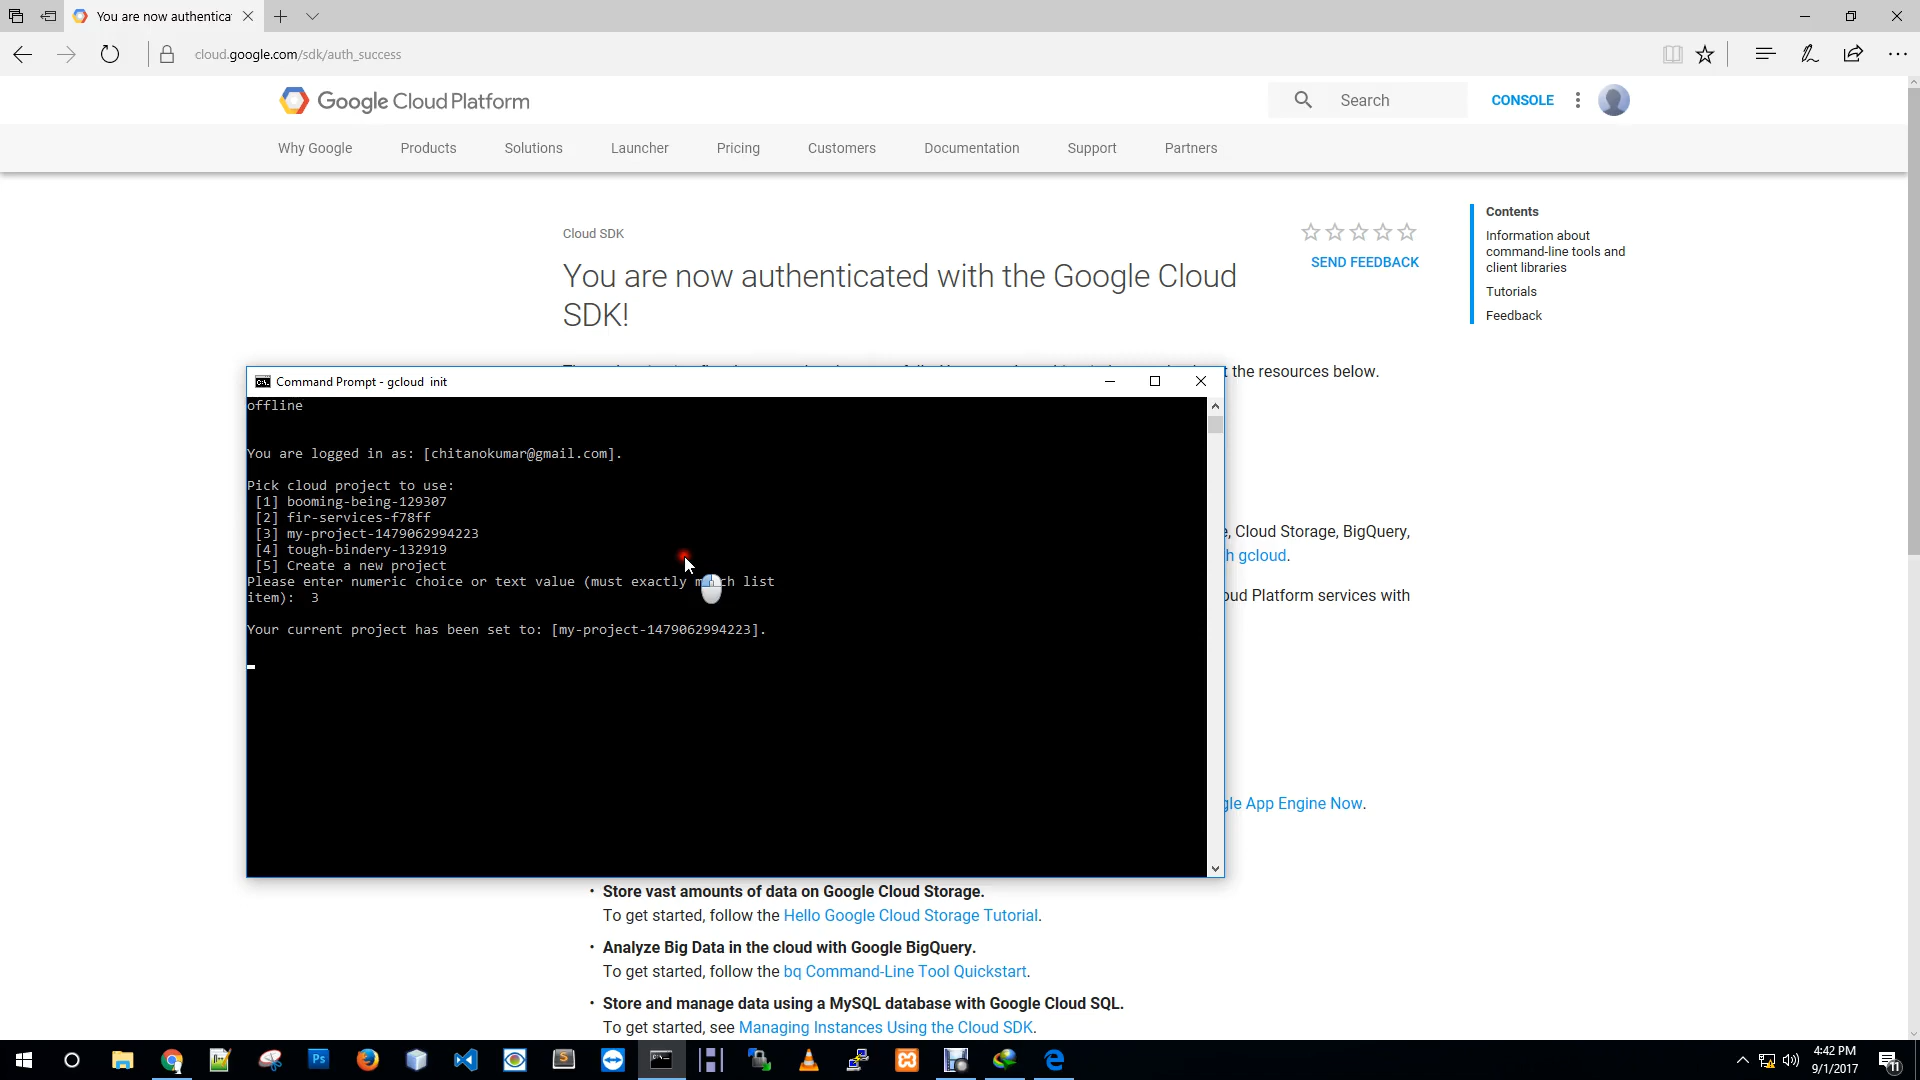 You are now authentica
cloud.google.com/sdk/auth_success
Google Cloud Platform
Search
CONSOLE
Why Google
Products
Solutions
Launcher
Pricing
Customers
Documentation
Support
Partners
Cloud SDK
SEND FEEDBACK
You are now authenticated with the Google Cloud
SDK!
Contents
Information about
command-line tools and
client libraries
Tutorials
Feedback
the resources below.
Command Prompt - gcloud  init
offline
You are logged in as: [chitanokumar@gmail.com].
Pick cloud project to use:
[1] booming-being-129307
[2] fir-services-f78ff
[3] my-project-1479062994223
[4] tough-bindery-132919
[5] Create a new project
Please enter numeric choice or text value (must exactly list
item):  3
Your current project has been set to: [my-project-1479062994223].
, Cloud Storage, BigQuery,
h gcloud.
oud Platform services with
gle App Engine Now.
• Store vast amounts of data on Google Cloud Storage.
To get started, follow the Hello Google Cloud Storage Tutorial.
• Analyze Big Data in the cloud with Google BigQuery.
To get started, follow the bq Command-Line Tool Quickstart.
• Store and manage data using a MySQL database with Google Cloud SQL.
To get started, see Managing Instances Using the Cloud SDK.
Ps
S
4:42 PM
9/1/2017
11